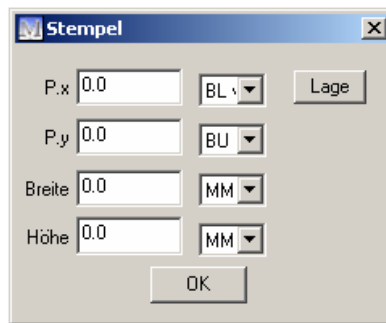 Stempel
P.x 0.0 BL Lage
P.y 0.0 BU
Breite 0.0 MM
Höhe 0.0 MM
OK